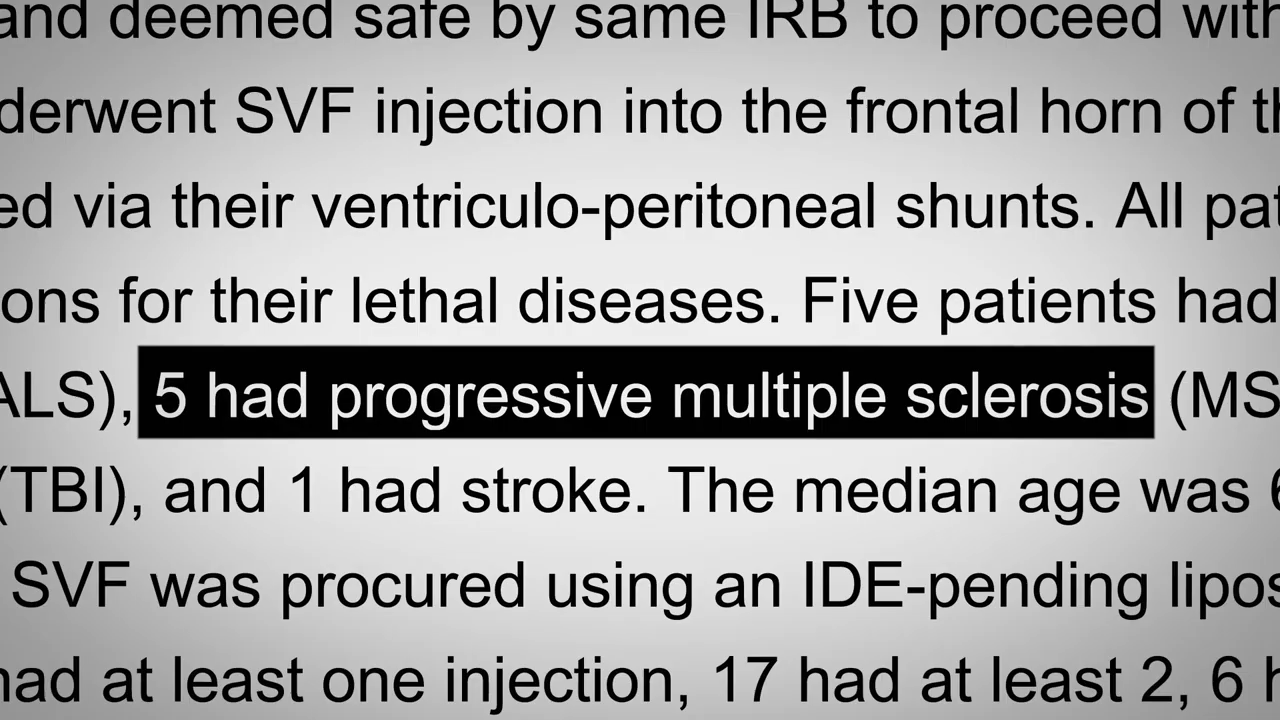 and deemed safe by same IRB to proceed with
derwent SVF injection into the frontal horn of th
ed via their ventriculo-peritoneal shunts. All pat
ons for their lethal diseases. Five patients had
ALS), 5 had progressive multiple sclerosis (MS
(TBI), and 1 had stroke. The median age was 6
SVF was procured using an IDE-pending lipos
had at least one injection, 17 had at least 2, 6 h